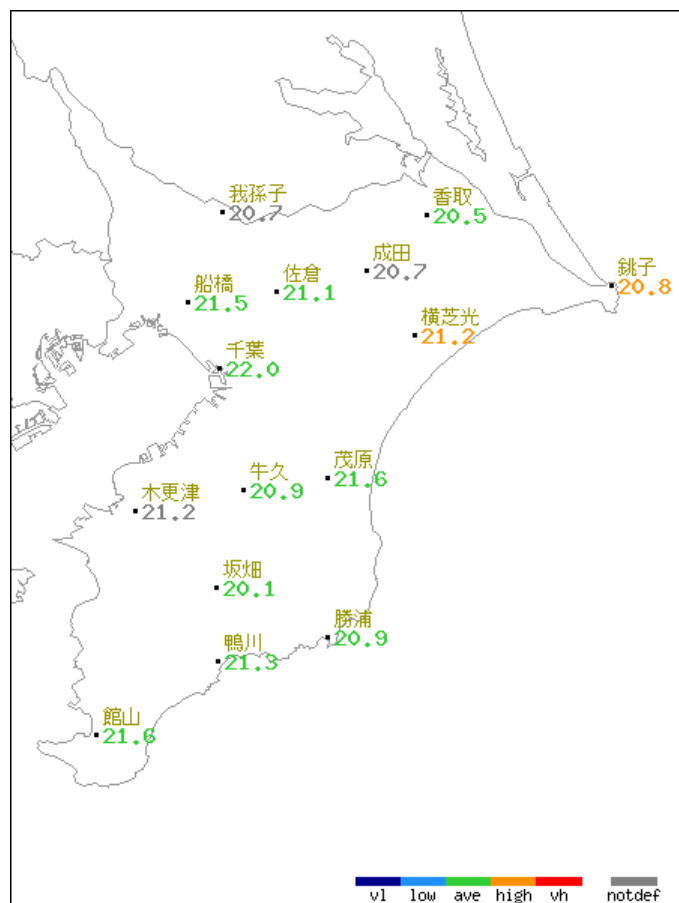 我孫子
20.7
香取
20.5
成田
20.7
銚子
20.8
佐倉
21.1
船橋
21.5
横芝光
21.2
千葉
22.0
茂原
21.6
牛久
20.9
木更津
21.2
坂畑
20.1
勝浦
20.9
鴨川
21.3
館山
21.6
vl low ave high vh notdef